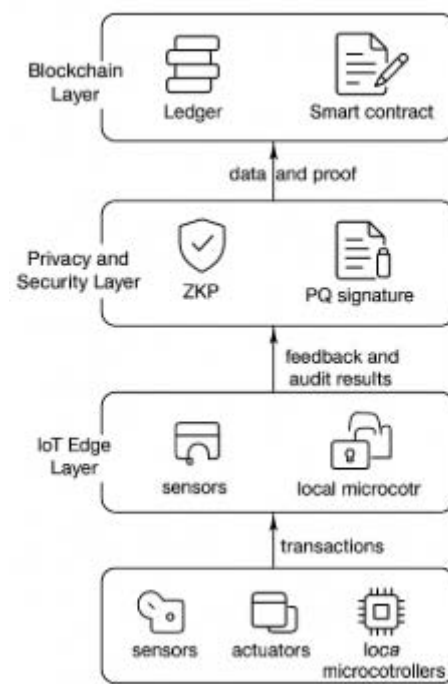 Blockchain
Layer
Ledger
Smart contract
data and proof
Privacy and
Security Layer
ZKP
PQ signature
feedback and
audit results
IoT Edge
Layer
sensors
local microcotr
transactions
sensors
actuators
loca
microcotrollers